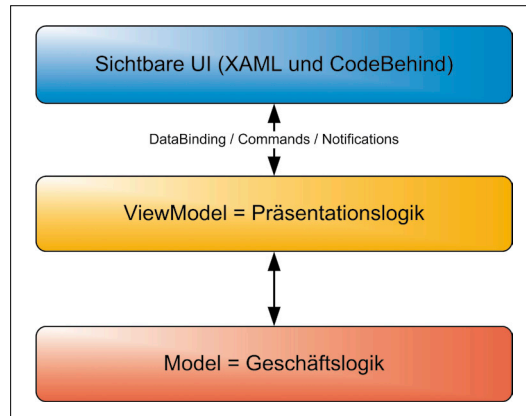 Sichtbare UI (XAML und CodeBehind)
DataBinding / Commands / Notifications
ViewModel = Präsentationslogik
Model = Geschäftslogik